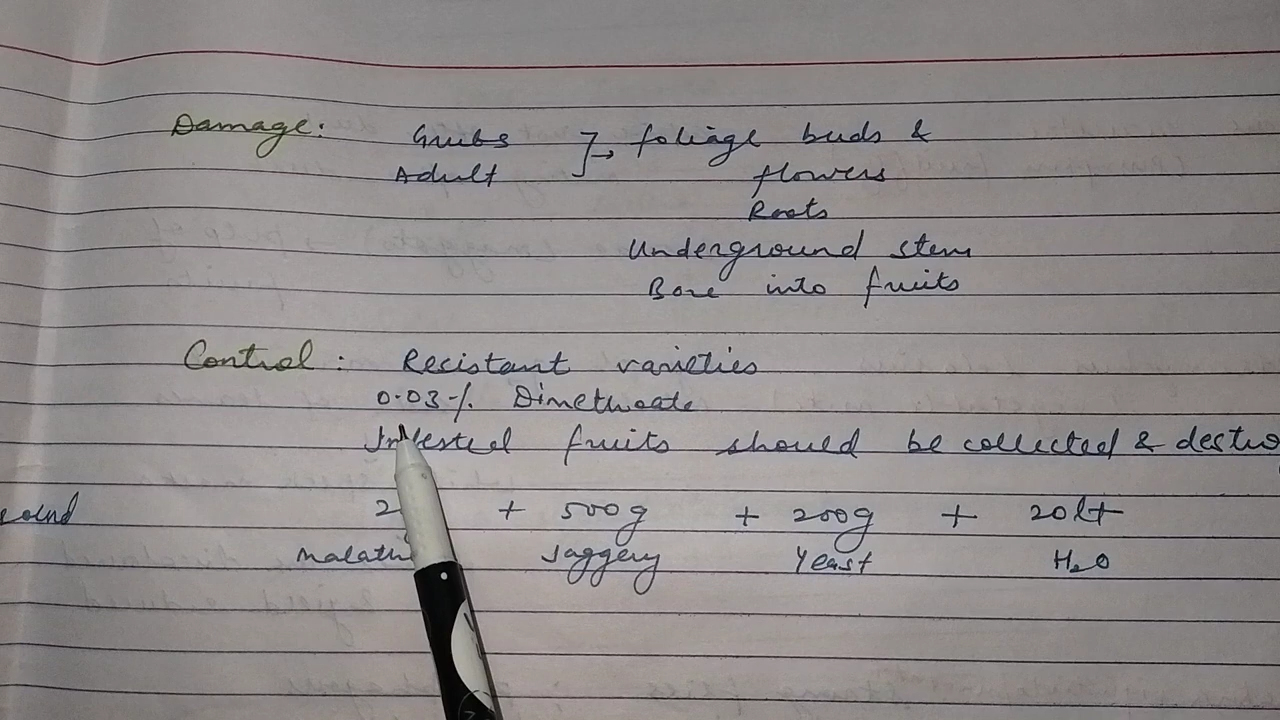 Damage: Grubs ] → foliage buds &
Adult flowers
Roots
Underground stem
Bore into fruits
Control: Resistant varieties
0.03% Dimethoate
fruits should be collected &
+ 500g + 200g + 20lt
Jaggery Yeast H₂O